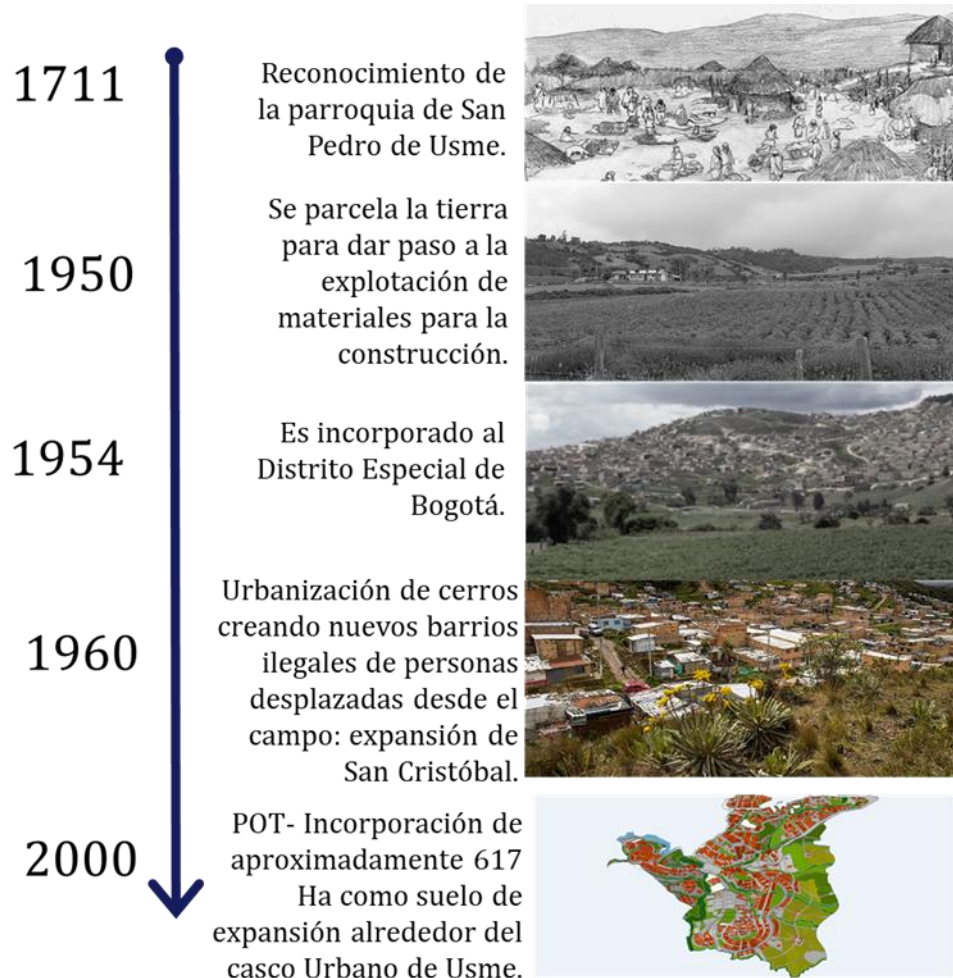 1711
Reconocimiento de
la parroquia de San
Pedro de Usme.
1950
Se parcela la tierra
para dar paso a la
explotación de
materiales para la
construcción.
1954
Es incorporado al
Distrito Especial de
Bogotá.
1960
Urbanización de cerros
creando nuevos barrios
ilegales de personas
desplazadas desde el
campo: expansión de
San Cristóbal.
2000
POT- Incorporación de
aproximadamente 617
Ha como suelo de
expansión alrededor del
casco Urbano de Usme.